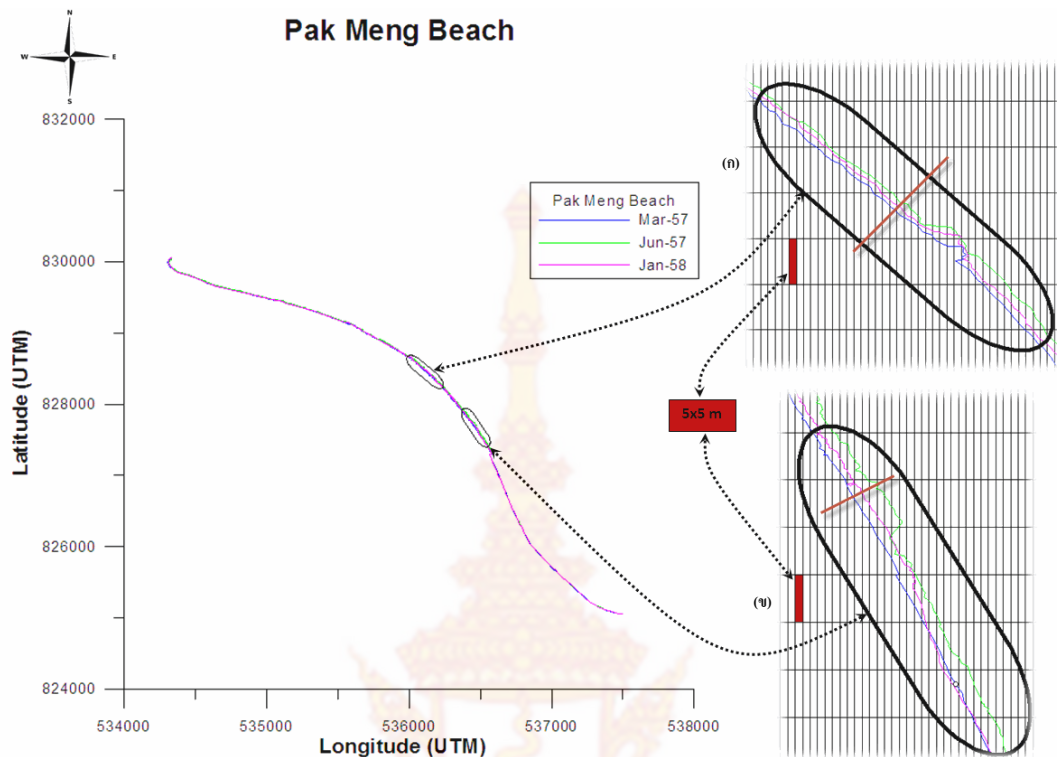 Pak Meng Beach
N
W
E
S
832000
830000
828000
826000
824000
Latitude (UTM)
534000
535000
536000
537000
538000
Longitude (UTM)
Pak Meng Beach
Mar-57
Jun-57
Jan-58
(ก)
5x5 m
(ข)